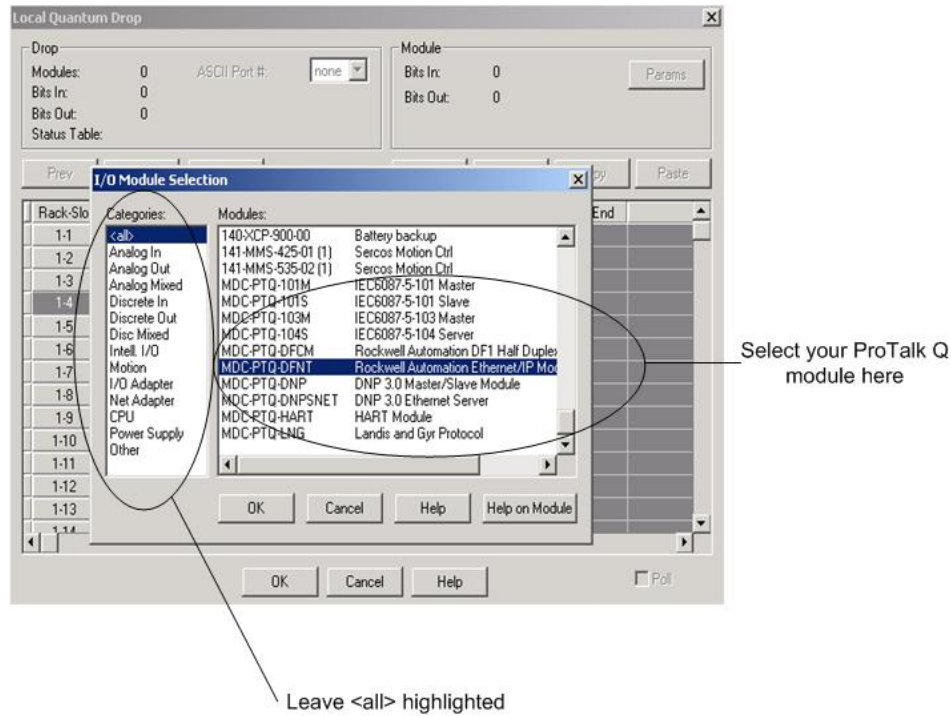 Local Quantum Drop
Drop
Modules: 0 ASCII Port #: none
Bits In: 0
Bits Out: 0
Status Table:
Module
Bits In: 0
Bits Out: 0
Params
Prev
Paste
Rack-Slo
End
1-1
1-2
1-3
1-4
1-5
1-6
1-7
1-8
1-9
1-10
1-11
1-12
1-13
1-14
I/O Module Selection
Categories:
<all>
Analog In
Analog Out
Analog Mixed
Discrete In
Discrete Out
Disc Mixed
Intell. I/O
Motion
I/O Adapter
Net Adapter
CPU
Power Supply
Other
Modules:
140-XCP-900-00 Battery backup
141-MMS-425-01 (1) Sercos Motion Ctrl
141-MMS-535-02 (1) Sercos Motion Ctrl
MDC-PTQ-101M IEC6087-5-101 Master
MDC-PTQ-101S IEC6087-5-101 Slave
MDC-PTQ-103M IEC6087-5-103 Master
MDC-PTQ-104S IEC6087-5-104 Server
MDC-PTQ-DFCM Rockwell Automation DF1 Half Duplex
MDC-PTQ-DFNT Rockwell Automation Ethernet/IP Mod
MDC-PTQ-DNP DNP 3.0 Master/Slave Module
MDC-PTQ-DNPSNET DNP 3.0 Ethernet Server
MDC-PTQ-HART HART Module
MDC-PTQ-LNG Landis and Gyr Protocol
OK Cancel Help Help on Module
OK Cancel Help
Poll
Select your ProTalk Q
module here
Leave <all> highlighted